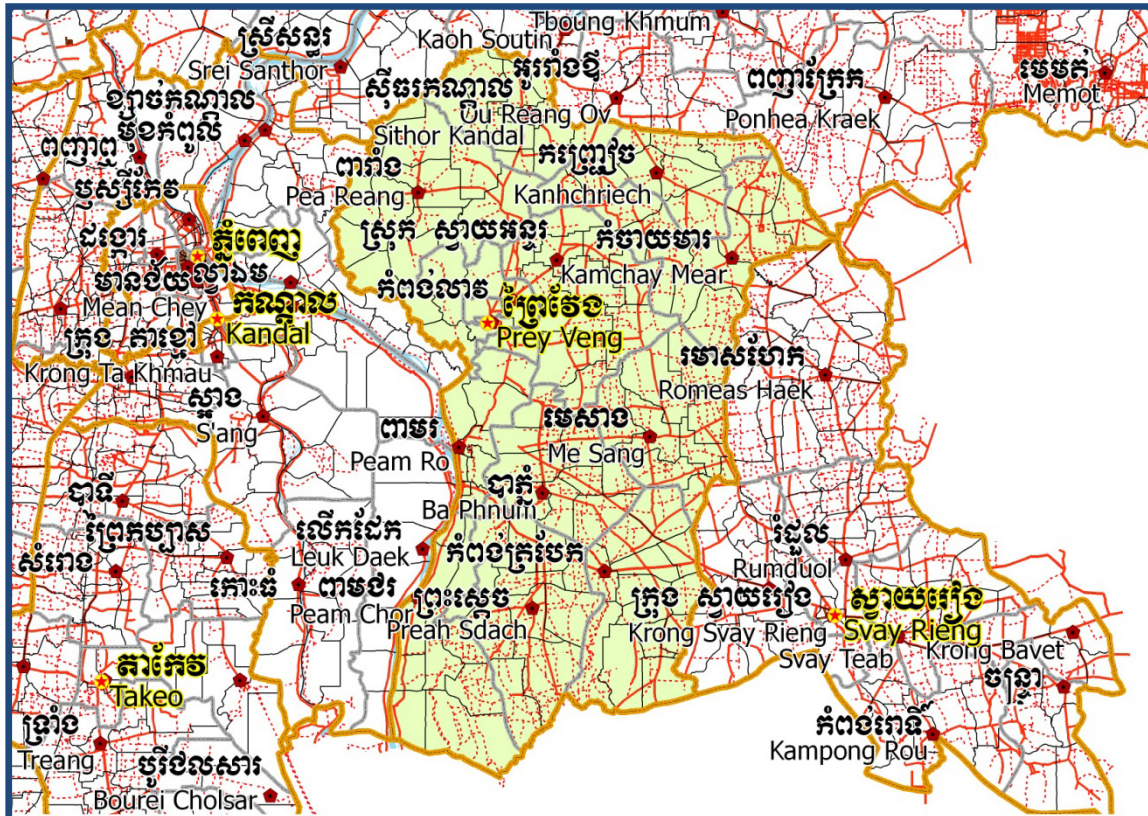 Tboung Khmum
ស្រីសន្ធរ
Kaoh Soutin
Srei Santhor
អូររាំងឪ
ស៊ីធរកណ្ដាល
Ou Reang Ov
Sithor Kandal
ពញាក្រែក
Ponhea Kraek
មេមត់
Memot
ខ្សាច់កណ្ដាល
មុខកំពូល
ពញាឮ
ឫស្សីកែវ
ពារាំង
Pea Reang
កញ្ជ្រៀច
Kanhchriech
ដង្កោរ
ភ្នំពេញ
មានជ័យ
ល្វាឯម
Mean Chey
ស្រុក ស្វាយអន្ទរ
កំចាយមារ
Kamchay Mear
កំពង់លាវ
កណ្ដាល
Kandal
ព្រៃវែង
Prey Veng
ក្រុង តាខ្មៅ
Krong Ta Khmau
រមាសហែក
Romeas Haek
ស្អាង
S'ang
ពាមរ
Peam Ro
មេសាង
Me Sang
បាភ្នំ
Ba Phnum
បាទី
ព្រៃកប្បាស
សំរោង
កោះធំ
លើកដែក
Leuk Daek
កំពង់ត្របែក
រំដួល
Rumduol
ពាមជរ
Peam Chor
ព្រះស្ដេច
Preah Sdach
ក្រុង ស្វាយរៀង
Krong Svay Rieng
ស្វាយរៀង
Svay Rieng
Svay Teab
Krong Bavet
ចន្ទ្រា
តាកែវ
Takeo
ទ្រាំង
Treang
កំពង់រោទិ៍
Kampong Rou
បូរីជលសារ
Bourei Cholsar